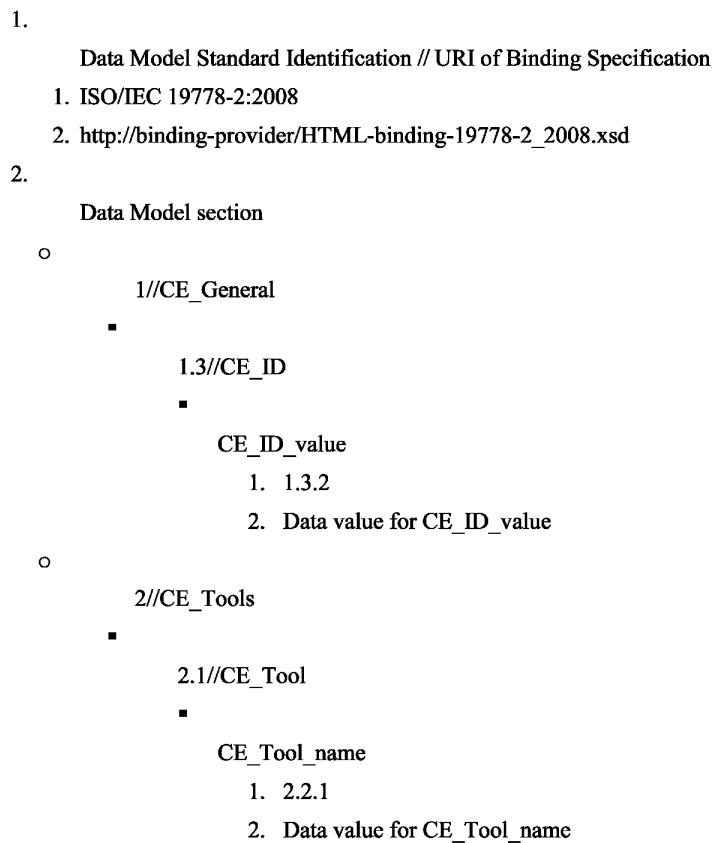 1.
Data Model Standard Identification // URI of Binding Specification
1. ISO/IEC 19778-2:2008
2. http://binding-provider/HTML-binding-19778-2_2008.xsd
2.
Data Model section
1//CE_General
1.3//CE_ID
CE_ID_value
1. 1.3.2
2. Data value for CE_ID_value
2//CE_Tools
2.1//CE_Tool
CE_Tool_name
1. 2.2.1
2. Data value for CE_Tool_name